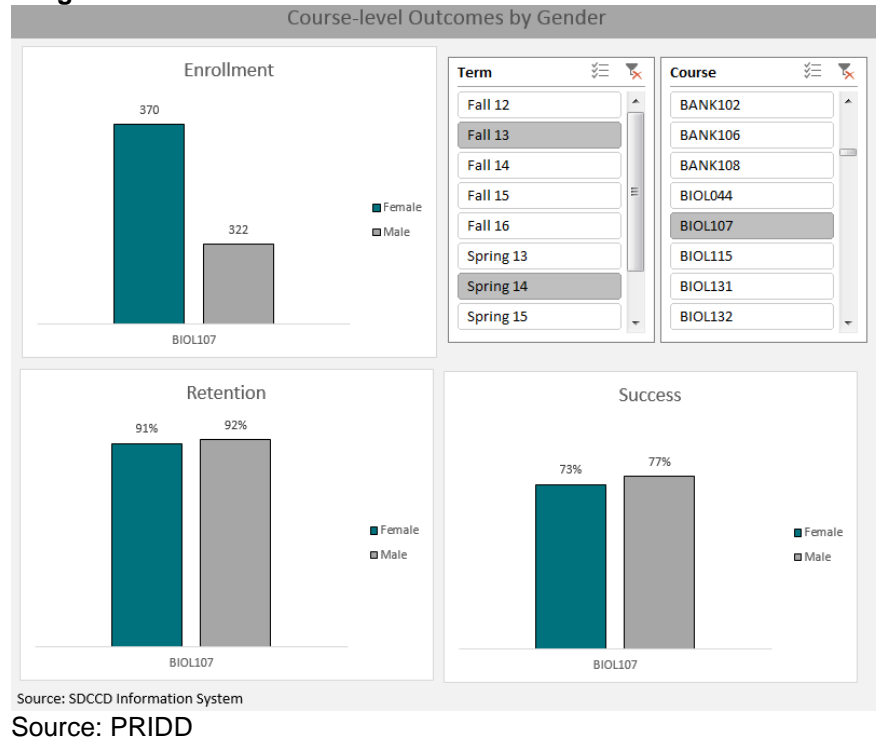 Course-level Outcomes by Gender
Enrollment
370
322
Female
Male
BIOL107
Term
Fall 12
Fall 13
Fall 14
Fall 15
Fall 16
Spring 13
Spring 14
Spring 15
Course
BANK102
BANK106
BANK108
BIOL044
BIOL107
BIOL115
BIOL131
BIOL132
Retention
91%
92%
Female
Male
BIOL107
Success
73%
77%
Female
Male
BIOL107
Source: SDCCD Information System
Source: PRIDD